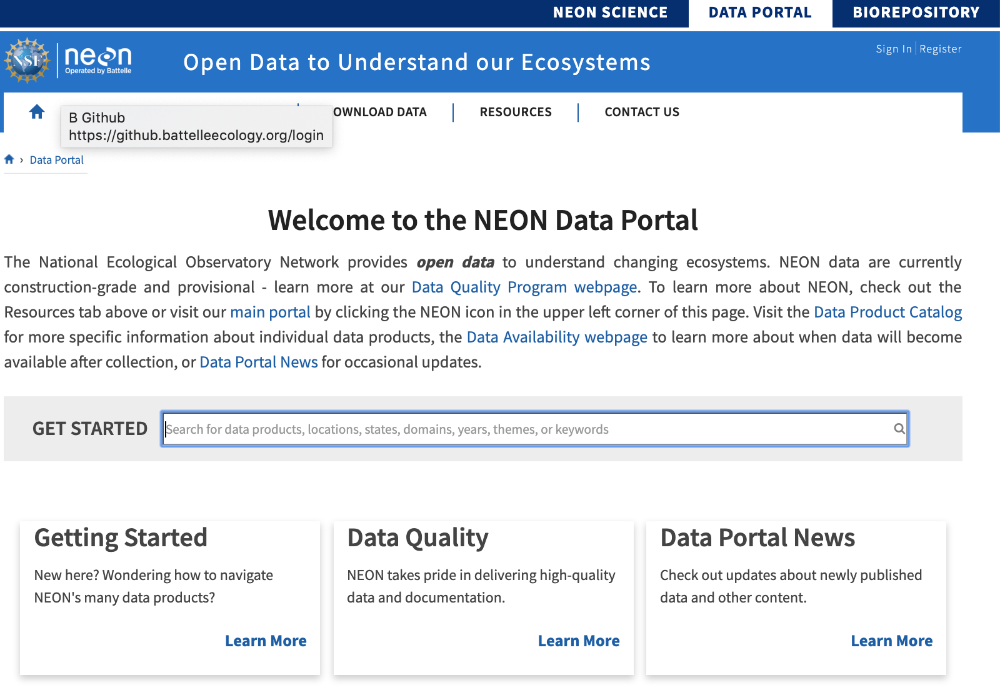 NEON SCIENCE
DATA PORTAL
BIOREPOSITORY
NSF
neon
Operated by Battelle
Open Data to Understand our Ecosystems
Sign In
Register
B Github
https://github.battelleecology.org/login
OWNLOAD DATA
RESOURCES
CONTACT US
› Data Portal
Welcome to the NEON Data Portal
The National Ecological Observatory Network provides open data to understand changing ecosystems. NEON data are currently
construction-grade and provisional - learn more at our Data Quality Program webpage. To learn more about NEON, check out the
Resources tab above or visit our main portal by clicking the NEON icon in the upper left corner of this page. Visit the Data Product Catalog
for more specific information about individual data products, the Data Availability webpage to learn more about when data will become
available after collection, or Data Portal News for occasional updates.
GET STARTED
Search for data products, locations, states, domains, years, themes, or keywords
Getting Started
New here? Wondering how to navigate
NEON's many data products?
Learn More
Data Quality
NEON takes pride in delivering high-quality
data and documentation.
Learn More
Data Portal News
Check out updates about newly published
data and other content.
Learn More